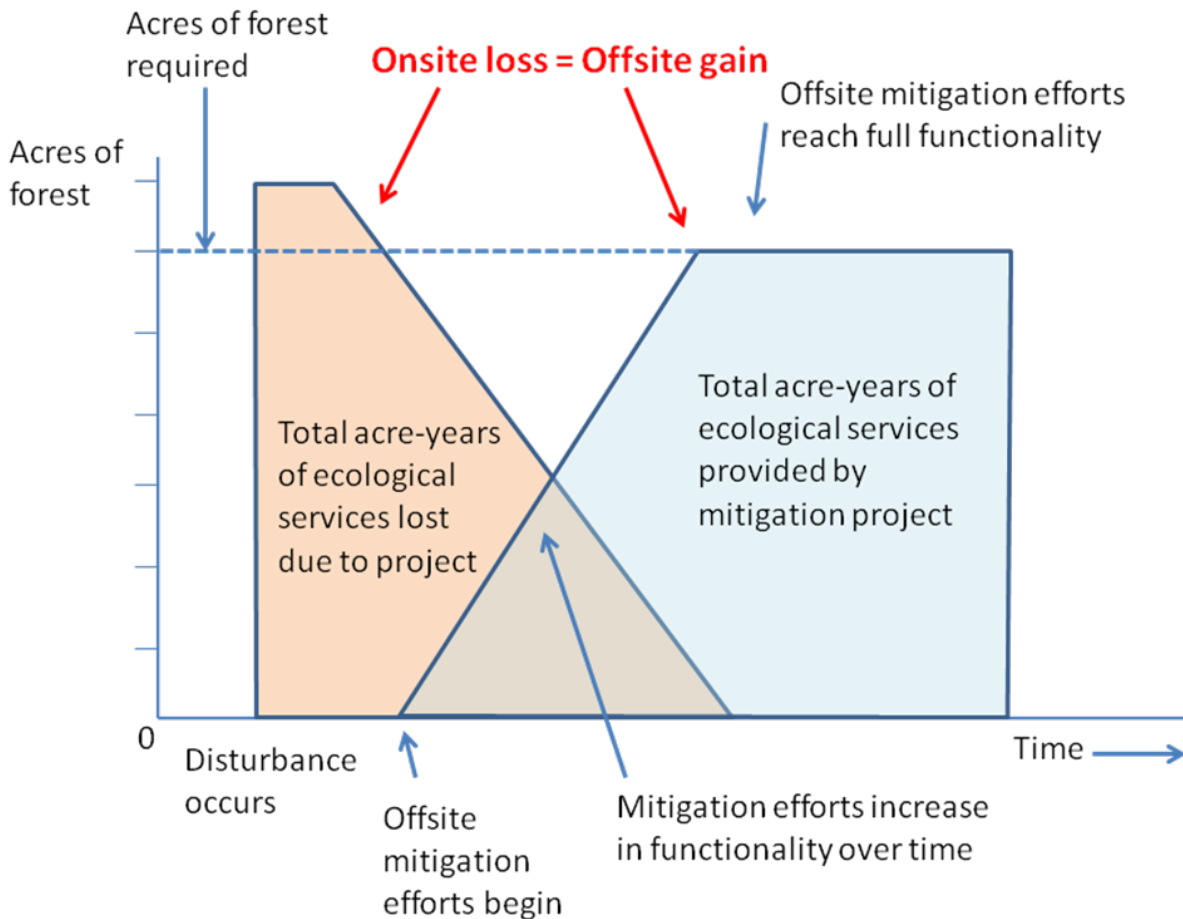 Acres of forest
required
Onsite loss = Offsite gain
Offsite mitigation efforts
reach full functionality
Acres of
forest
Total acre-years
of ecological
services lost
due to project
Total acre-years of
ecological services
provided by
mitigation project
0
Disturbance
occurs
Time
Offsite
mitigation
efforts begin
Mitigation efforts increase
in functionality over time